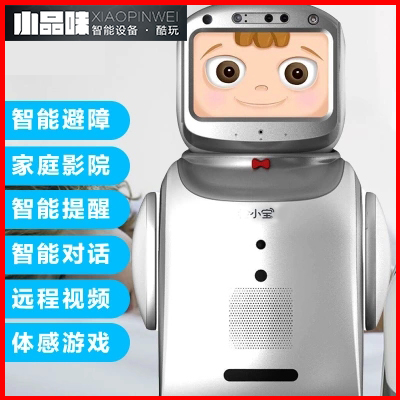 小品味
XIAOPINWEI
智能设备·酷玩
智能避障
家庭影院
智能提醒
智能对话
远程视频
体感游戏
小宝